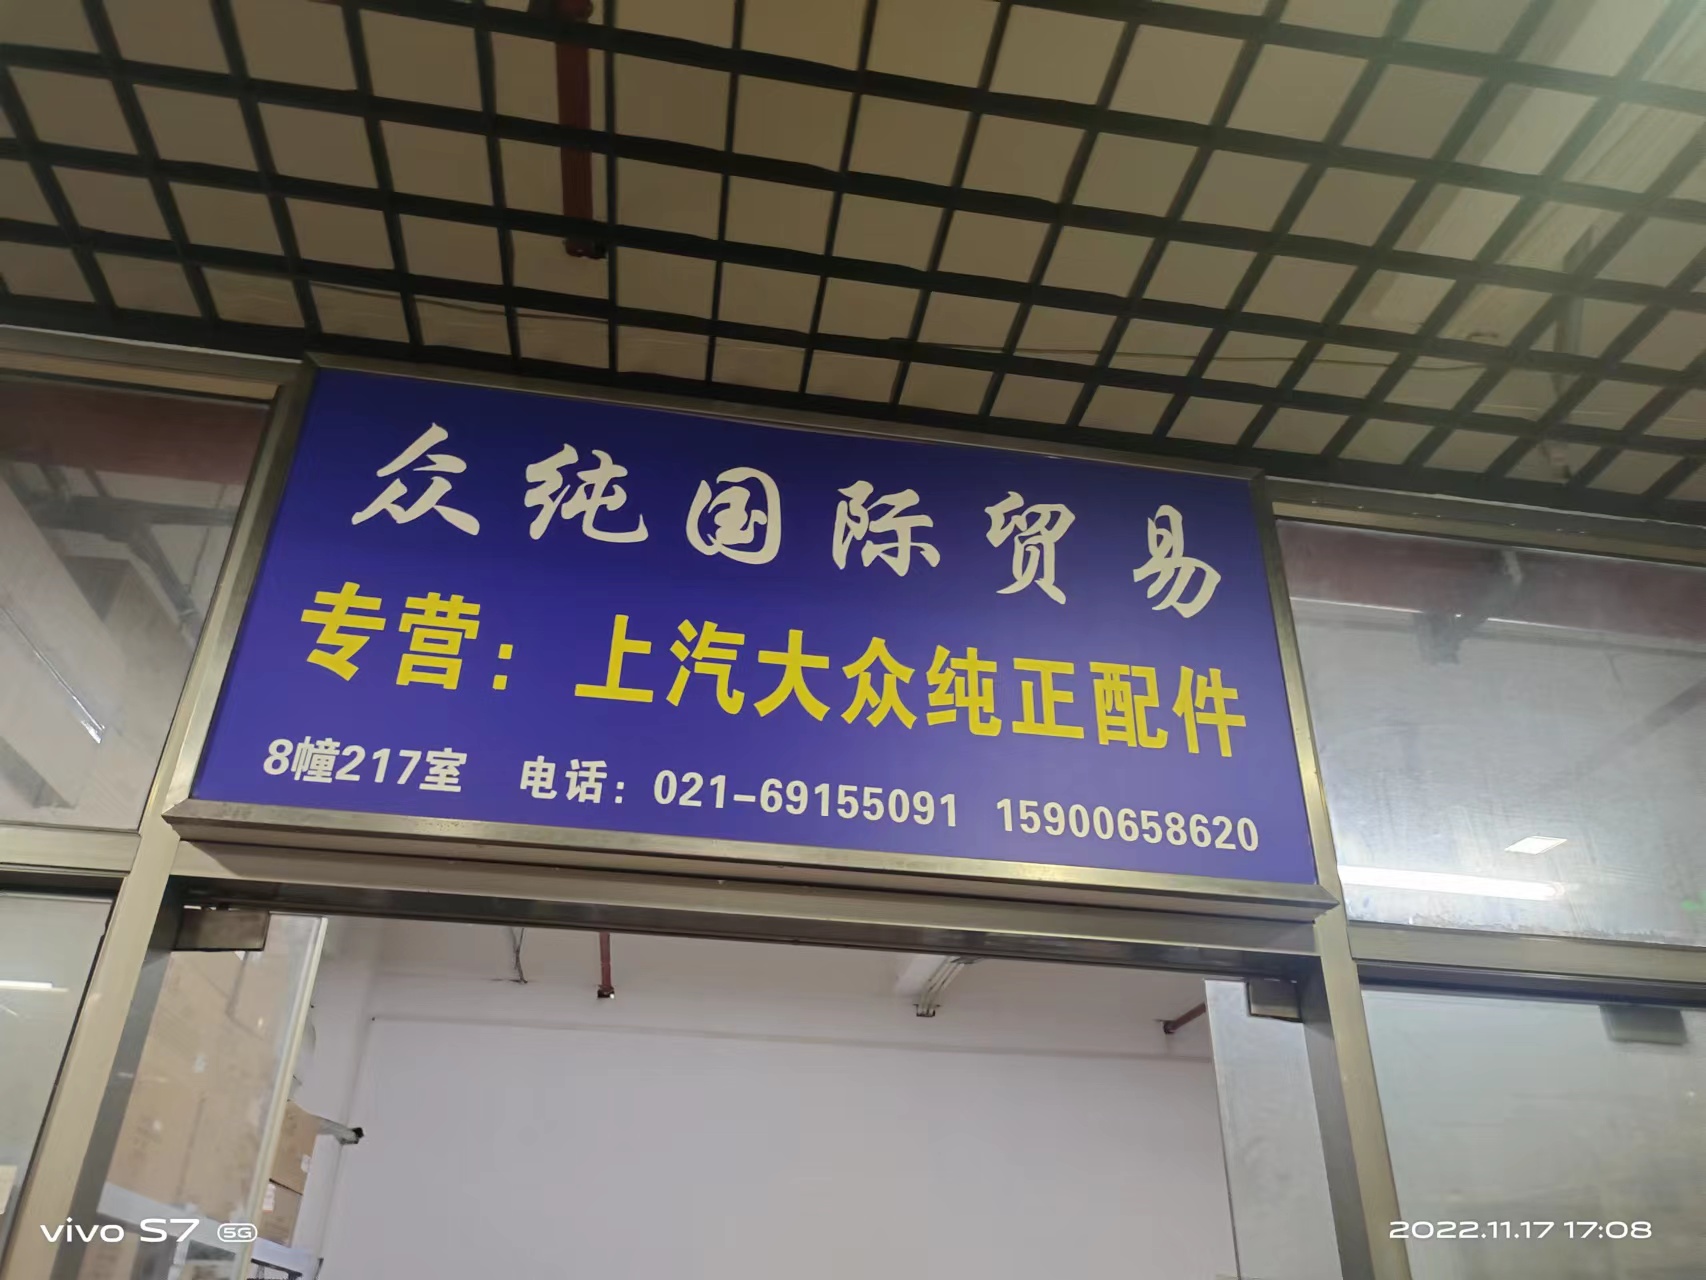 众纯国际贸易
专营：上汽大众纯正配件
8幢217室 电话：021-69155091 15900658620
vivo S7 5G
2022.11.17 17:08